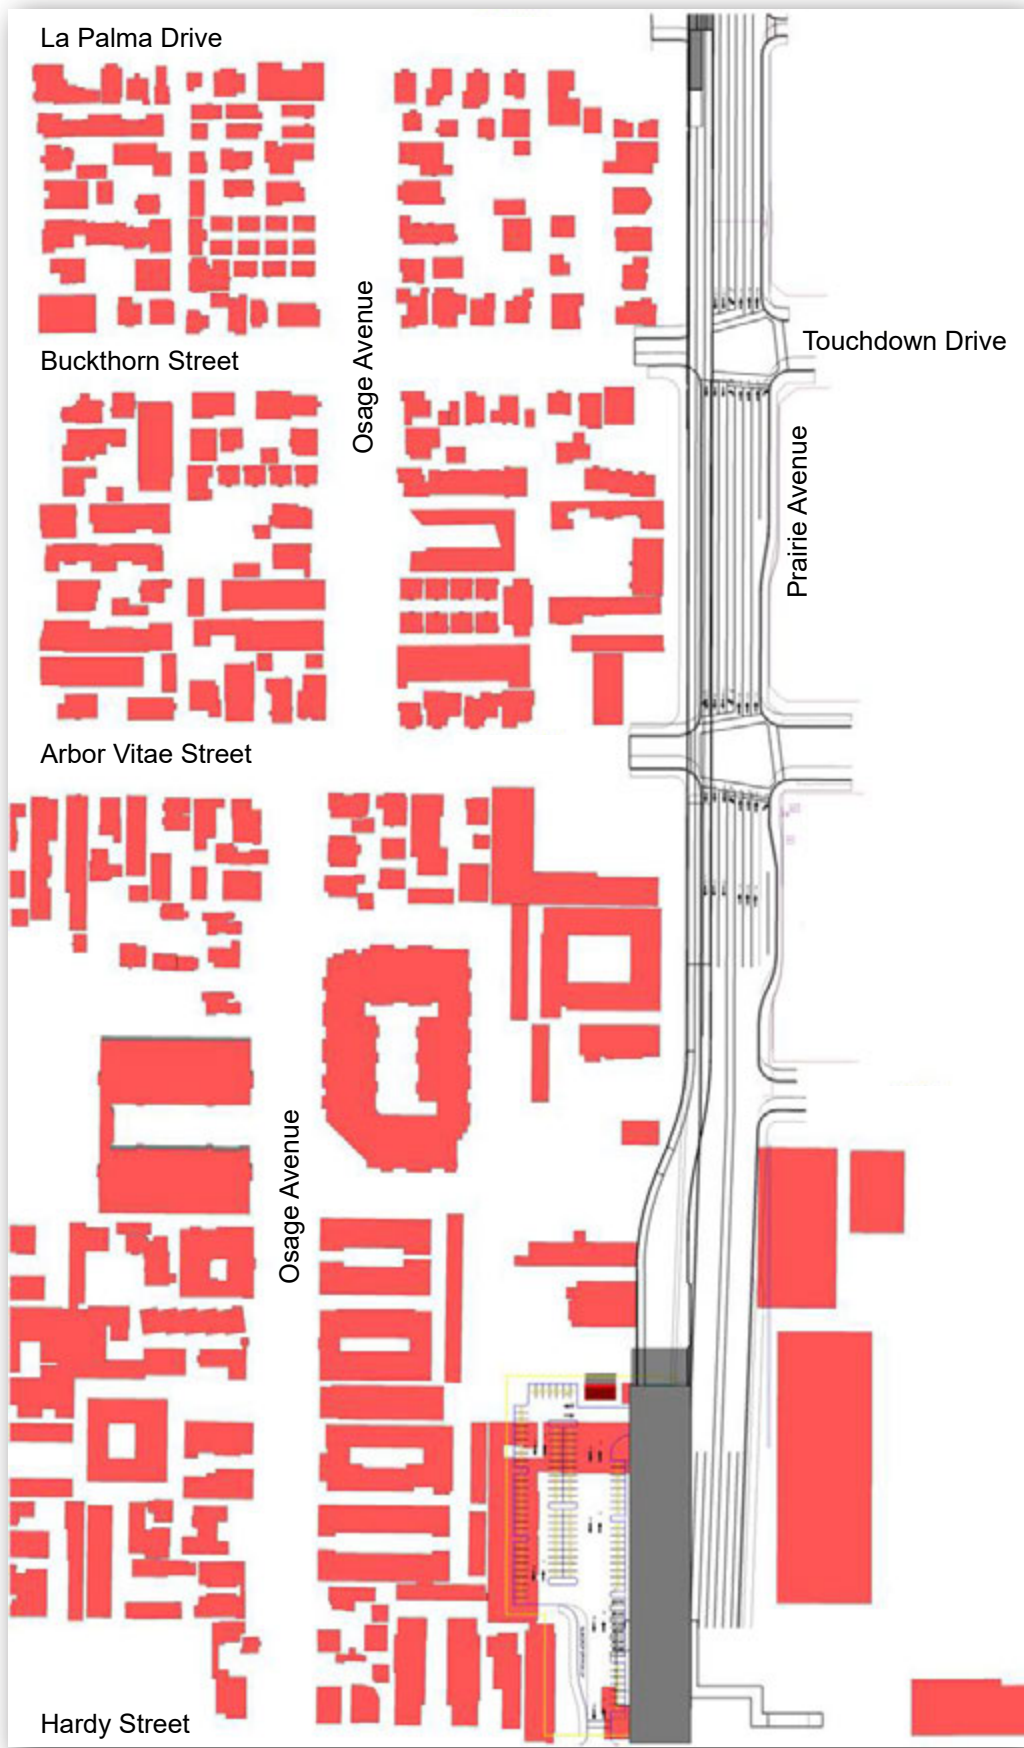 La Palma Drive
Osage Avenue
Buckthorn Street
Touchdown Drive
Prairie Avenue
Arbor Vitae Street
Osage Avenue
Hardy Street